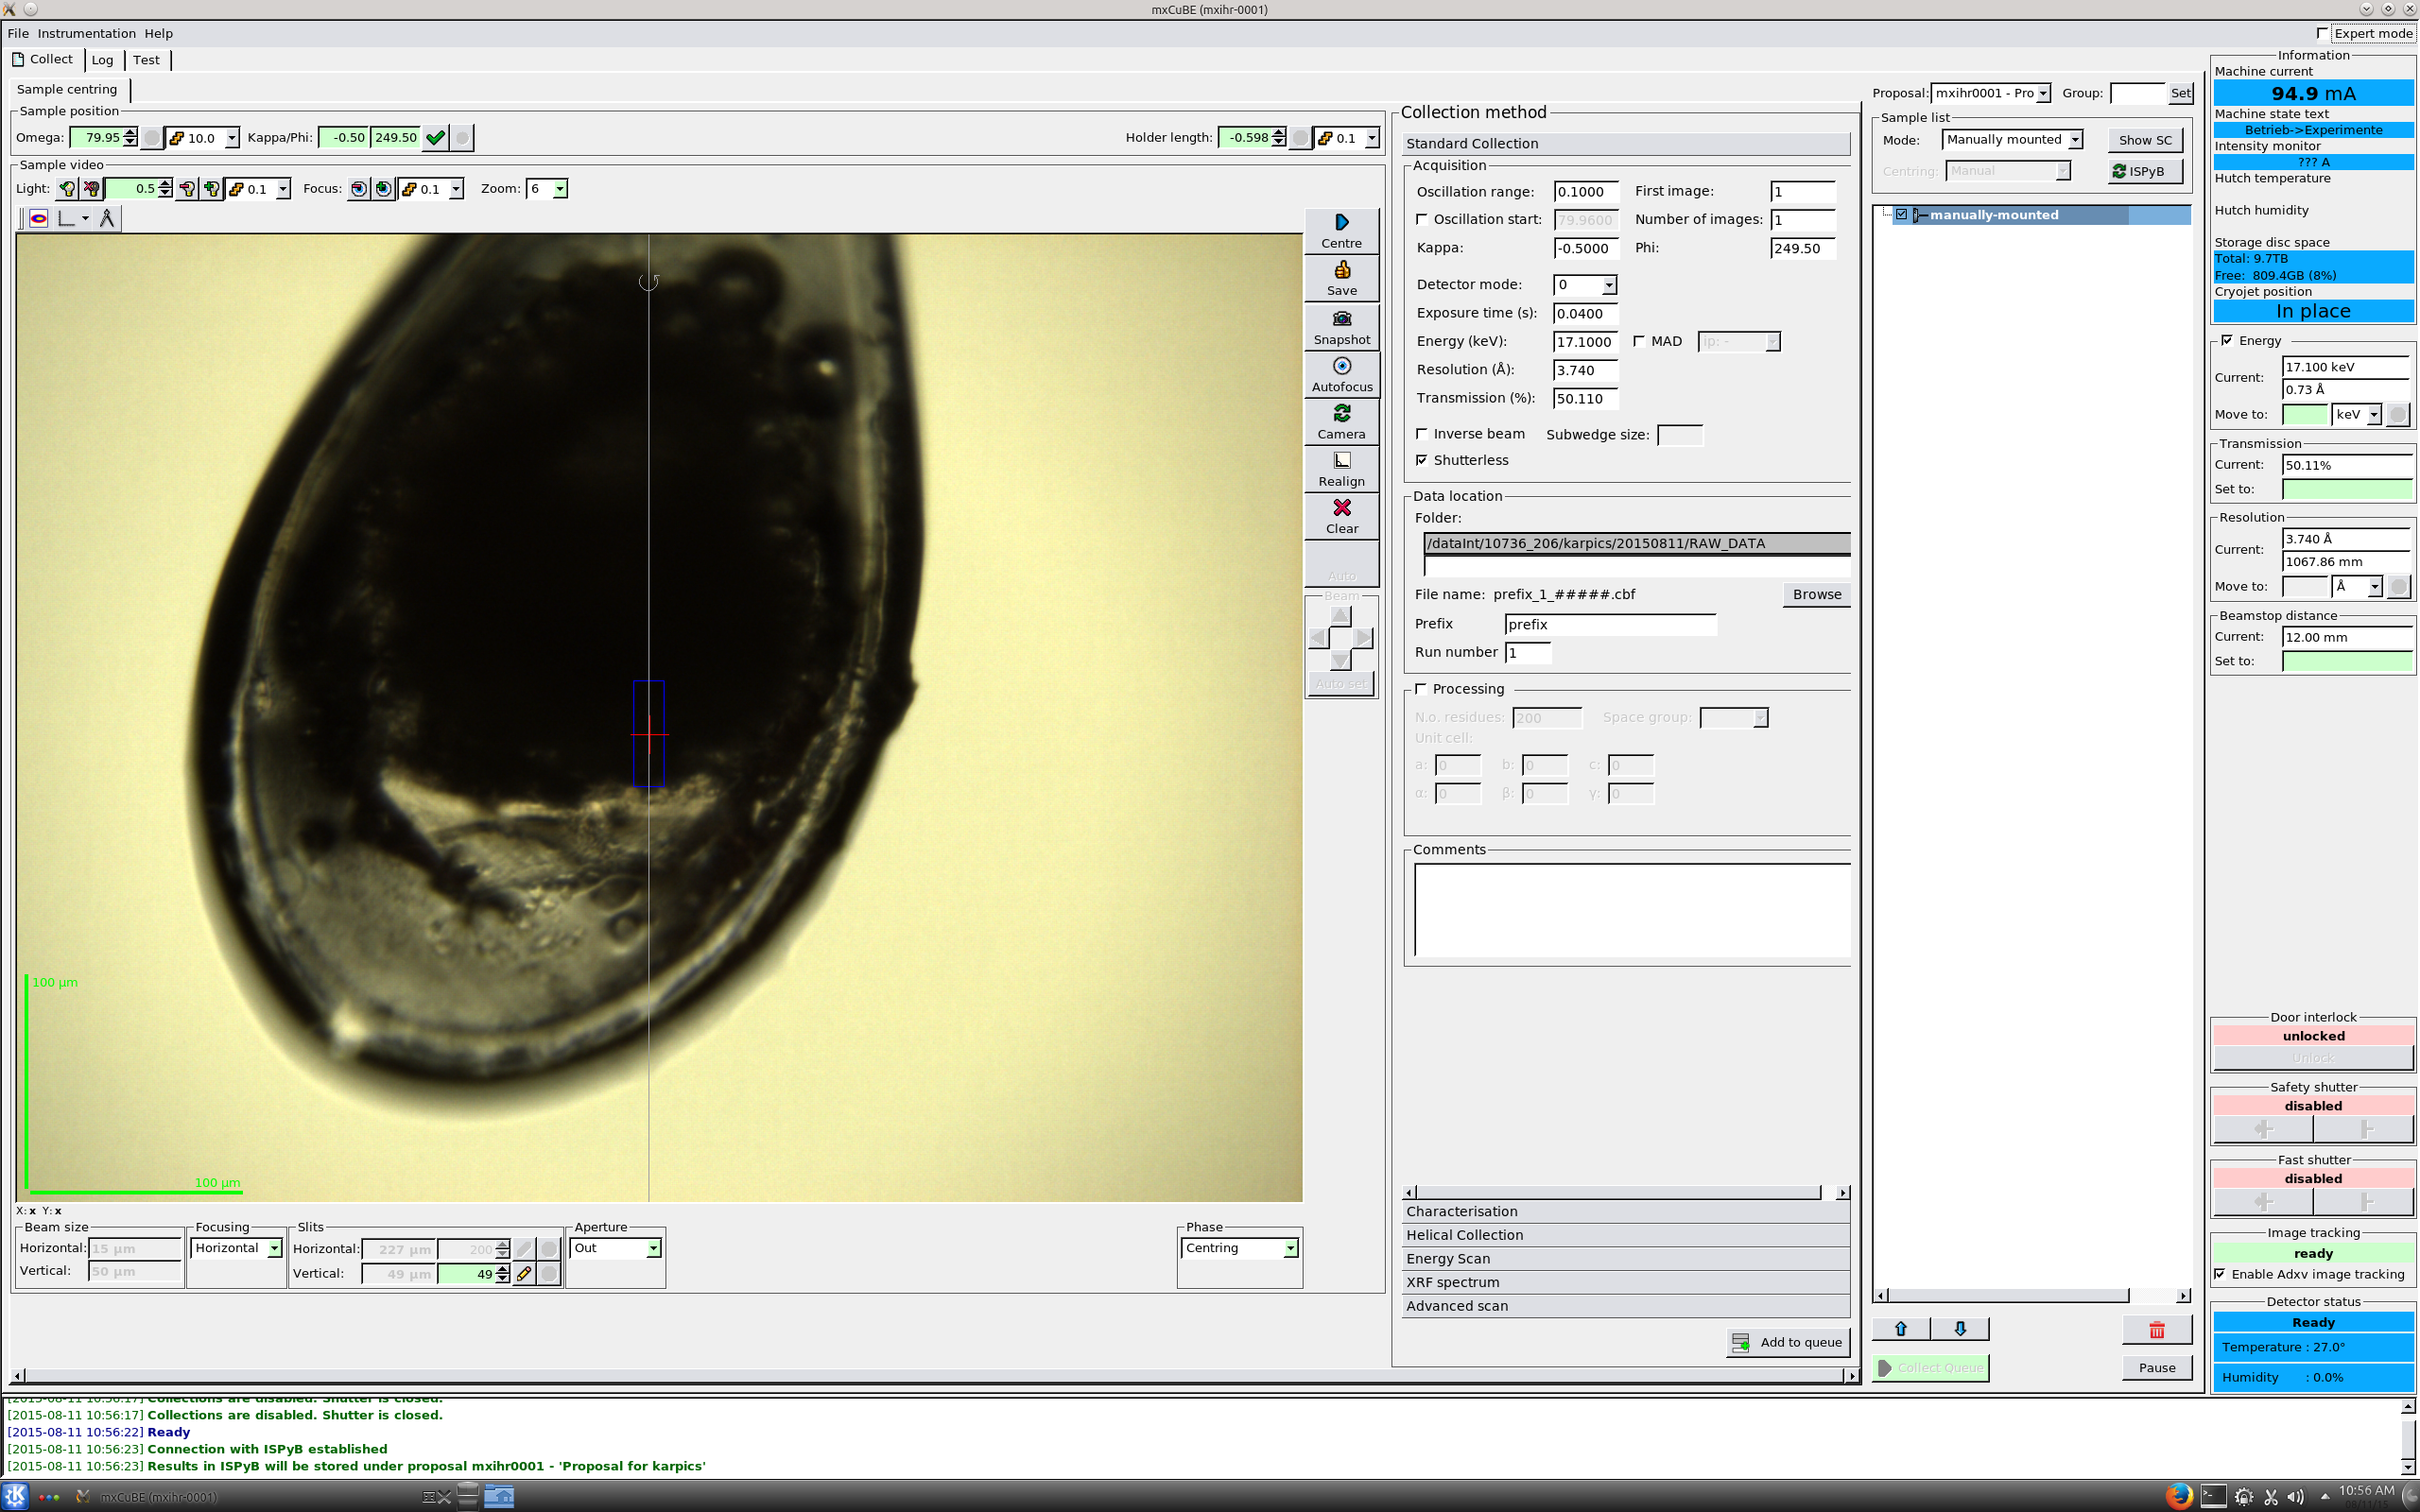 mxCuBE (mxihr-0001)
File Instrumentation Help
Expert mode
Collect Log Test
Sample centring
Sample position
Omega: 79.95 10.0 Kappa/Phi: -0.50 249.50 Holder length: -0.598 0.1
Sample video
Light: 0.5 0.1 Focus: 0.1 Zoom: 6
Centre
Save
Snapshot
Autofocus
Camera
Realign
Clear
Auto
Beam
Auto set
100 µm
100 µm
X: x Y: x
Beam size
Horizontal: 15 µm
Vertical: 50 µm
Focusing
Horizontal
Slits
Horizontal: 227 µm 200
Vertical: 49 µm 49
Aperture
Out
Phase
Centring
Collection method
Standard Collection
Acquisition
Oscillation range: 0.1000 First image: 1
Oscillation start: 79.9600 Number of images: 1
Kappa: -0.5000 Phi: 249.50
Detector mode: 0
Exposure time (s): 0.0400
Energy (keV): 17.1000 MAD ip: -
Resolution (Å): 3.740
Transmission (%): 50.110
Inverse beam Subwedge size:
Shutterless
Data location
Folder:
/dataInt/10736_206/karpics/20150811/RAW_DATA
File name: prefix_1_#####.cbf Browse
Prefix prefix
Run number 1
Processing
N.o. residues: 200 Space group:
Unit cell:
a: 0 b: 0 c: 0
α: 0 β: 0 γ: 0
Comments
Characterisation
Helical Collection
Energy Scan
XRF spectrum
Advanced scan
Add to queue
Proposal: mxihr0001 - Pro Group: Set
Sample list
Mode: Manually mounted Show SC
Centring: Manual ISPyB
manually-mounted
Collect Queue Pause
Information
Machine current
94.9 mA
Machine state text
Betrieb->Experimente
Intensity monitor
??? A
Hutch temperature
Hutch humidity
Storage disc space
Total: 9.7TB
Free: 809.4GB (8%)
Cryojet position
In place
Energy
Current: 17.100 keV
0.73 Å
Move to: keV
Transmission
Current: 50.11%
Set to:
Resolution
Current: 3.740 Å
1067.86 mm
Move to: Å
Beamstop distance
Current: 12.00 mm
Set to:
Door interlock
unlocked
Unlock
Safety shutter
disabled
Fast shutter
disabled
Image tracking
ready
Enable Adxv image tracking
Detector status
Ready
Temperature : 27.0°
Humidity : 0.0%
[2015-08-11 10:56:17] Collections are disabled. Shutter is closed.
[2015-08-11 10:56:17] Collections are disabled. Shutter is closed.
[2015-08-11 10:56:22] Ready
[2015-08-11 10:56:23] Connection with ISPyB established
[2015-08-11 10:56:23] Results in ISPyB will be stored under proposal mxihr0001 - 'Proposal for karpics'
mxCuBE (mxihr-0001)
10:56 AM